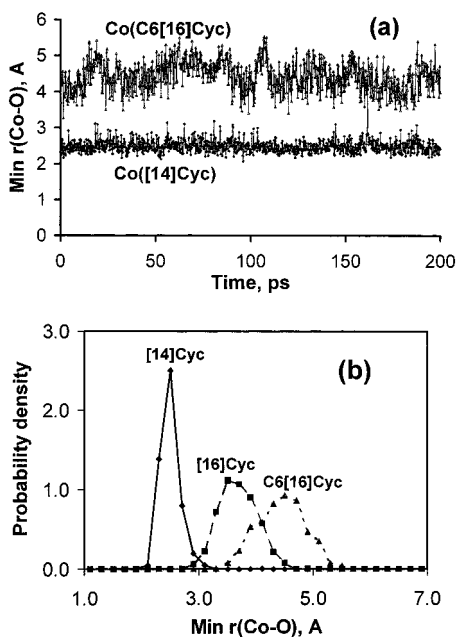 (a)
Co(C6[16]Cyc)
Co([14]Cyc)
Min r(Co-O), A
6
5
4
3
2
1
0
0 50 100 150 200
Time, ps
(b)
[14]Cyc
[16]Cyc
C6[16]Cyc
Probability density
3.0
2.0
1.0
0.0
1.0 3.0 5.0 7.0
Min r(Co-O), A